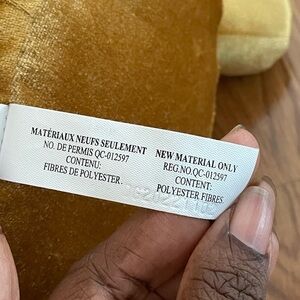 MATÉRIAUX NEUFS SEULEMENT
NO. DE PERMIS QC-012597
CONTENU:
FIBRES DE POLYESTER.
NEW MATERIAL ONLY
REG.NO.QC-012597
CONTENT:
POLYESTER FIBRES